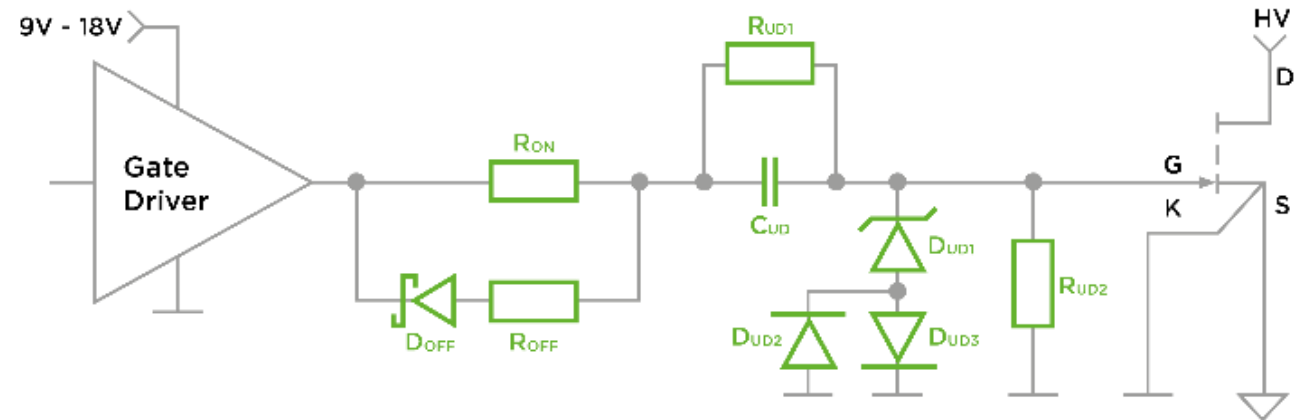 9V - 18V
RUD1
HV
D
RON
Gate
Driver
G
K
S
CUD
DUD1
RUD2
DUD2
DUD3
DOFF
ROFF